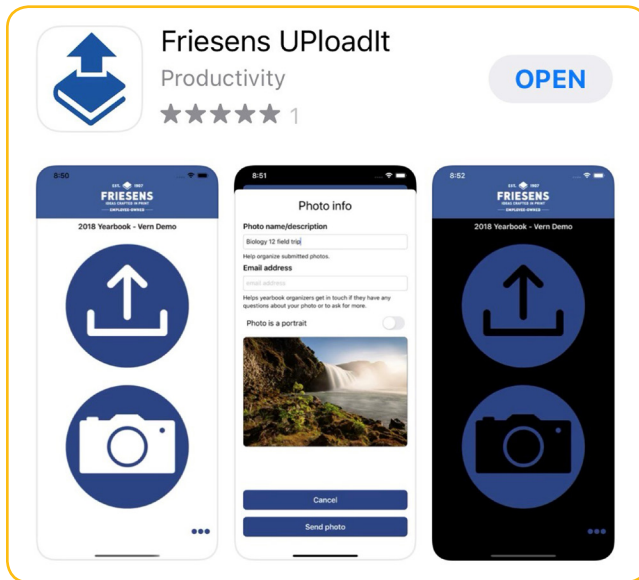 Friesens UPloadIt
Productivity
OPEN
1
8:50
EST. 1907
FRIESENS
IDEAS CRAFTED IN PRINT
EMPLOYEE-OWNED
2018 Yearbook - Vern Demo
8:51
Photo info
Photo name/description
Biology 12 field trip
Help organize submitted photos.
Email address
email address
Helps yearbook organizers get in touch if they have any
questions about your photo or to ask for more.
Photo is a portrait
Cancel
Send photo
8:52
EST. 1907
FRIESENS
IDEAS CRAFTED IN PRINT
EMPLOYEE-OWNED
2018 Yearbook - Vern Demo